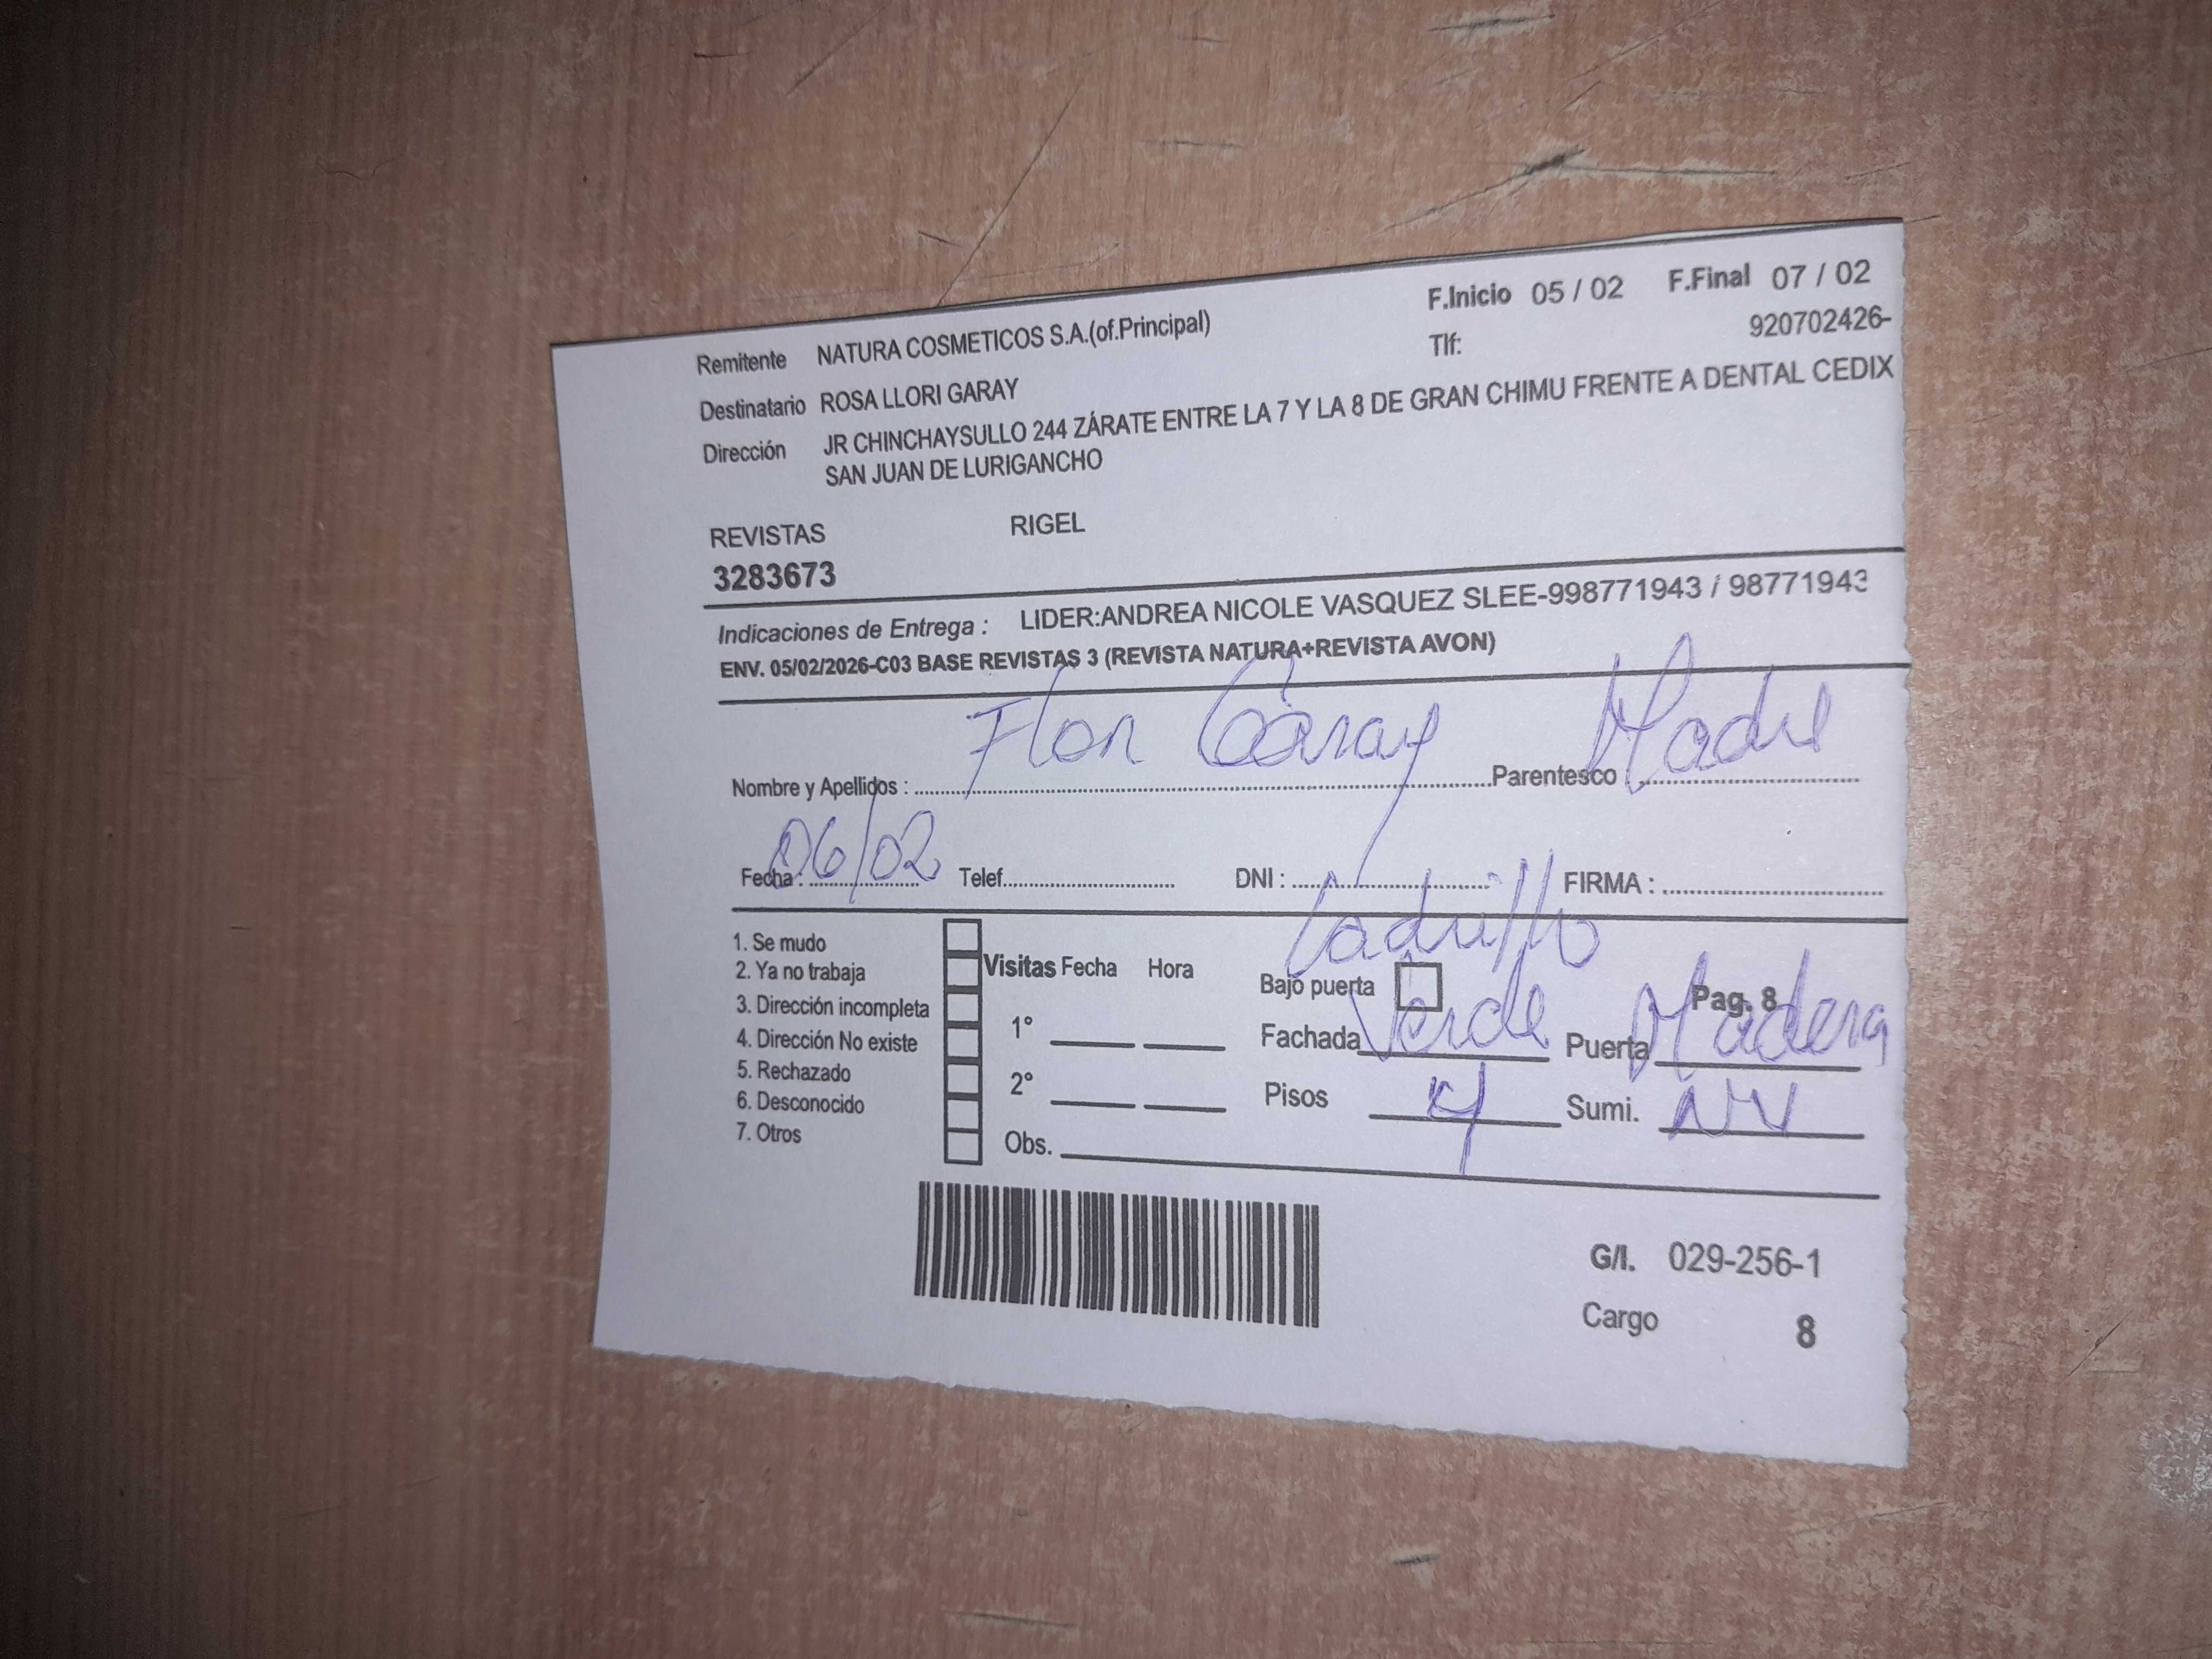 F.Inicio 05 / 02 F.Final 07 / 02
Remitente NATURA COSMETICOS S.A.(of.Principal) Tlf: 920702426-
Destinatario ROSA LLORI GARAY
Dirección JR CHINCHAYSULLO 244 ZÁRATE ENTRE LA 7 Y LA 8 DE GRAN CHIMU FRENTE A DENTAL CEDIX
SAN JUAN DE LURIGANCHO
REVISTAS RIGEL
3283673
Indicaciones de Entrega : LIDER:ANDREA NICOLE VASQUEZ SLEE-998771943 / 98771943
ENV. 05/02/2026-C03 BASE REVISTAS 3 (REVISTA NATURA+REVISTA AVON)
Nombre y Apellidos : Flor Garay Parentesco Madre
Fecha : 06/02 Telef. DNI : FIRMA :
1. Se mudo
2. Ya no trabaja
3. Dirección incompleta
4. Dirección No existe
5. Rechazado
6. Desconocido
7. Otros
Visitas Fecha Hora
1°
2°
Obs.
Ladrillo
Bajo puerta Pag. 8
Fachada Verde Puerta Madera
Pisos 4 Sumi. NV
G/I. 029-256-1
Cargo 8